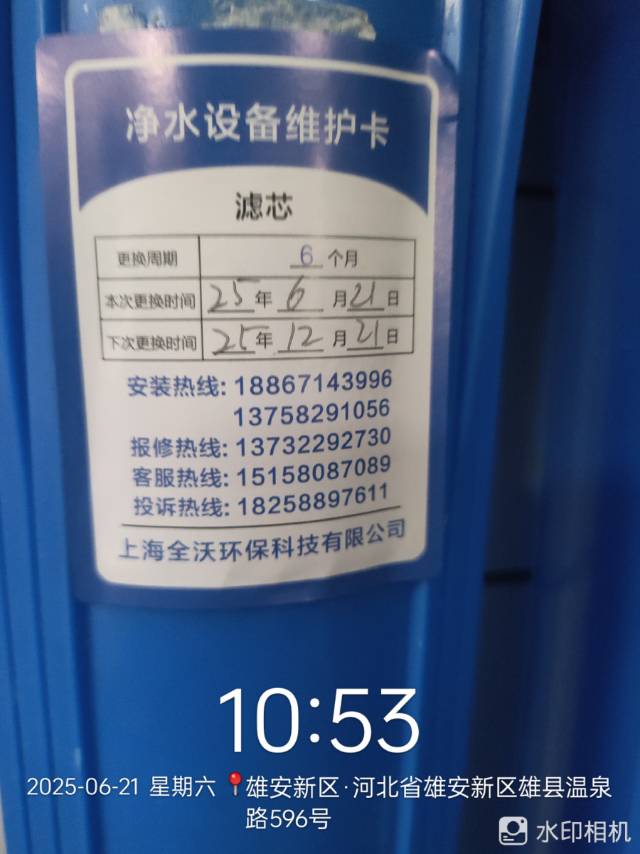 净水设备维护卡
滤芯
更换周期 6 个月
本次更换时间 25 年 6 月 21 日
下次更换时间 25 年 12 月 21 日
安装热线: 18867143996
13758291056
报修热线: 13732292730
客服热线: 15158087089
投诉热线: 18258897611
上海全沃环保科技有限公司
10:53
2025-06-21 星期六 雄安新区·河北省雄安新区雄县温泉
路596号
水印相机